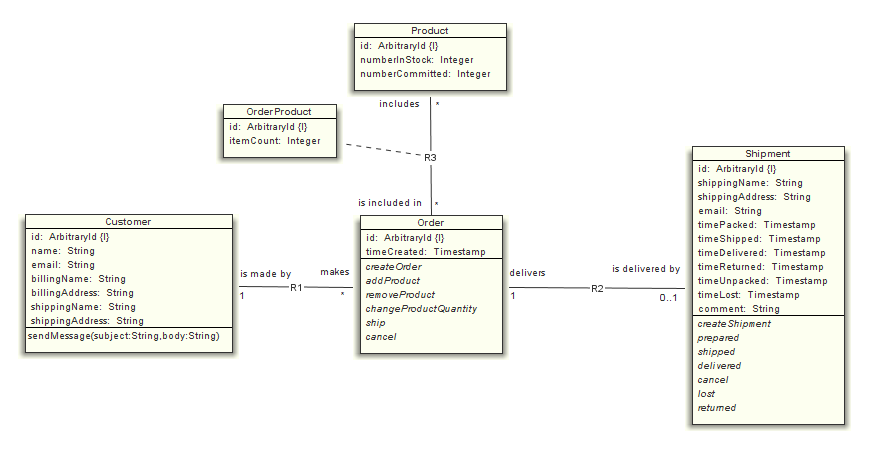 Product
id: ArbitraryId {I}
numberInStock: Integer
numberCommitted: Integer
includes
*
OrderProduct
id: ArbitraryId {I}
itemCount: Integer
R3
is included in
*
Customer
id: ArbitraryId {I}
name: String
email: String
billingName: String
billingAddress: String
shippingName: String
shippingAddress: String
sendMessage(subject:String,body:String)
is made by
makes
R1
1
*
Order
id: ArbitraryId {I}
timeCreated: Timestamp
createOrder
addProduct
removeProduct
changeProductQuantity
ship
cancel
delivers
is delivered by
R2
1
0..1
Shipment
id: ArbitraryId {I}
shippingName: String
shippingAddress: String
email: String
timePacked: Timestamp
timeShipped: Timestamp
timeDelivered: Timestamp
timeReturned: Timestamp
timeUnpacked: Timestamp
timeLost: Timestamp
comment: String
createShipment
prepared
shipped
delivered
cancel
lost
returned